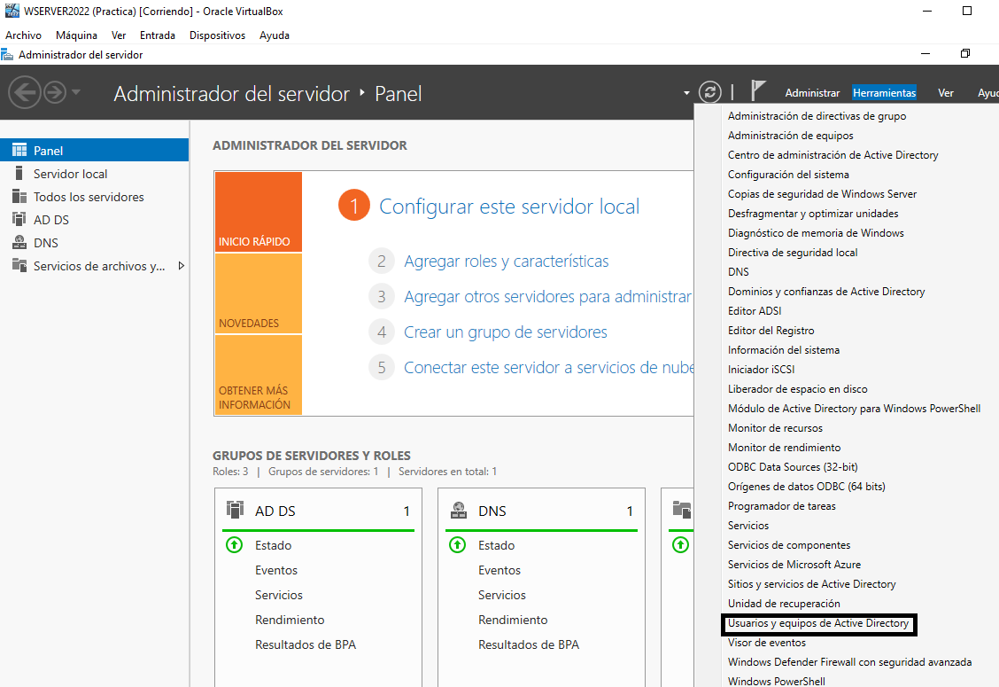 WSERVER2022 (Practica) [Corriendo] - Oracle VirtualBox
Archivo Máquina Ver Entrada Dispositivos Ayuda
Administrador del servidor
Administrador del servidor Panel
Administrar Herramientas Ver Ayud
Panel
Servidor local
Todos los servidores
AD DS
DNS
Servicios de archivos y...
ADMINISTRADOR DEL SERVIDOR
INICIO RÁPIDO
NOVEDADES
OBTENER MÁS
INFORMACIÓN
1 Configurar este servidor local
2 Agregar roles y características
3 Agregar otros servidores para administrar
4 Crear un grupo de servidores
5 Conectar este servidor a servicios de nube
GRUPOS DE SERVIDORES Y ROLES
Roles: 3 | Grupos de servidores: 1 | Servidores en total: 1
AD DS 1
Estado
Eventos
Servicios
Rendimiento
Resultados de BPA
DNS 1
Estado
Eventos
Servicios
Rendimiento
Resultados de BPA
Administración de directivas de grupo
Administración de equipos
Centro de administración de Active Directory
Configuración del sistema
Copias de seguridad de Windows Server
Desfragmentar y optimizar unidades
Diagnóstico de memoria de Windows
Directiva de seguridad local
DNS
Dominios y confianzas de Active Directory
Editor ADSI
Editor del Registro
Información del sistema
Iniciador iSCSI
Liberador de espacio en disco
Módulo de Active Directory para Windows PowerShell
Monitor de recursos
Monitor de rendimiento
ODBC Data Sources (32-bit)
Orígenes de datos ODBC (64 bits)
Programador de tareas
Servicios
Servicios de componentes
Servicios de Microsoft Azure
Sitios y servicios de Active Directory
Unidad de recuperación
Usuarios y equipos de Active Directory
Visor de eventos
Windows Defender Firewall con seguridad avanzada
Windows PowerShell